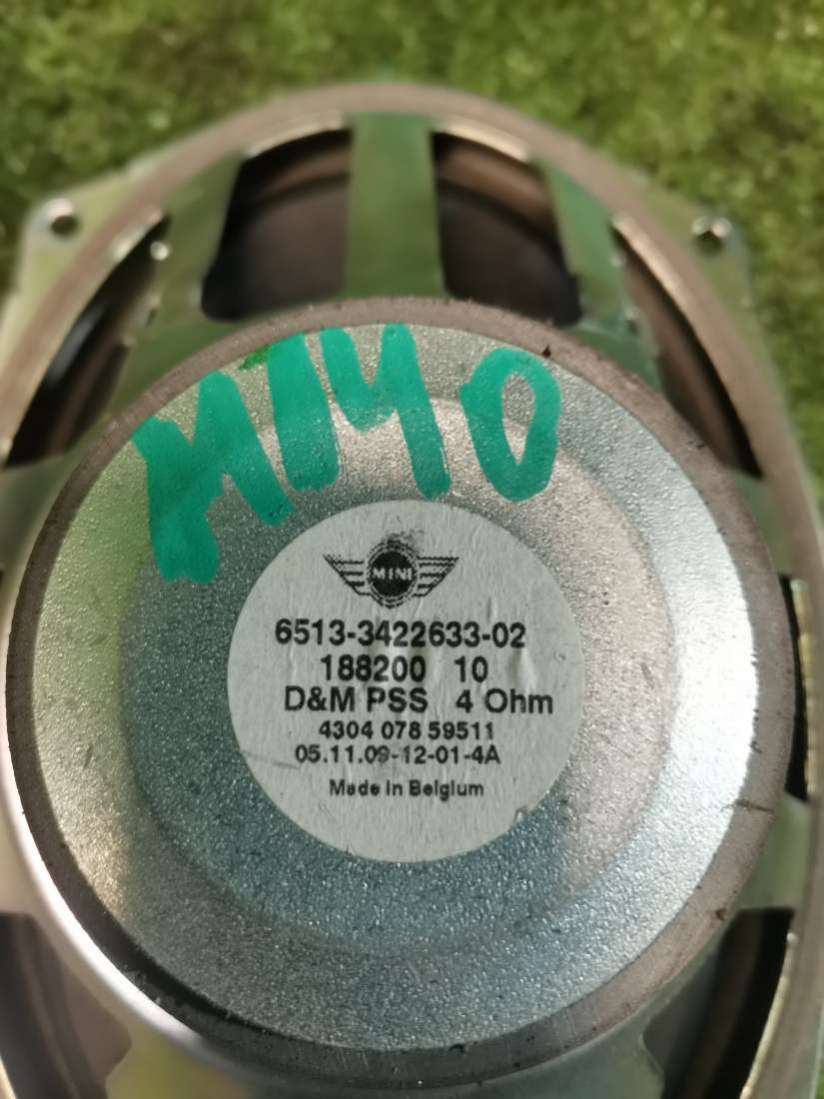 M140
MINI
6513-3422633-02
188200 10
D&M PSS 4 Ohm
4304 078 59511
05.11.09-12-01-4A
Made in Belgium